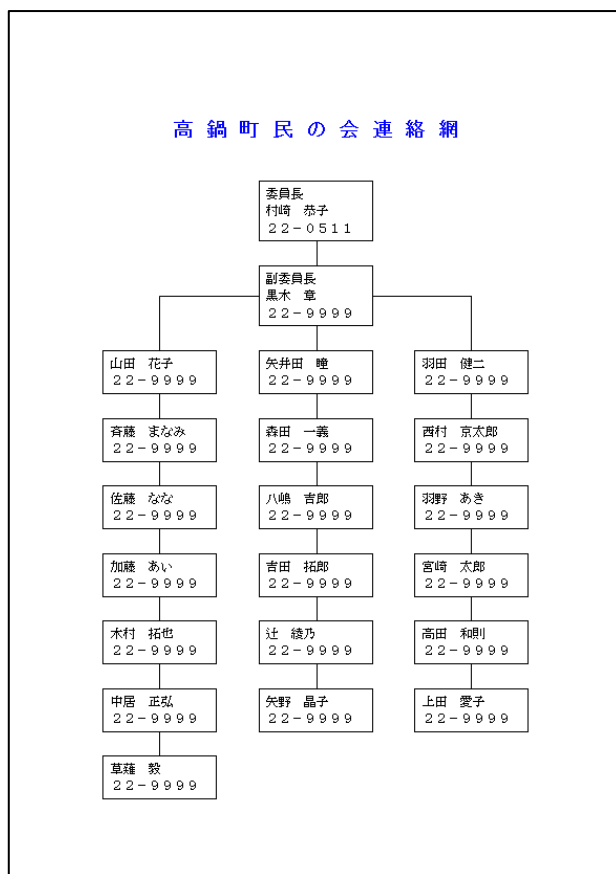 高鍋町民の会連絡網
委員長
村崎　恭子
２２－０５１１
副委員長
黒木　章
２２－９９９９
山田　花子
２２－９９９９
矢井田　瞳
２２－９９９９
羽田　健二
２２－９９９９
斉藤　まなみ
２２－９９９９
森田　一義
２２－９９９９
西村　京太郎
２２－９９９９
佐藤　なな
２２－９９９９
八嶋　吉郎
２２－９９９９
羽野　あき
２２－９９９９
加藤　あい
２２－９９９９
吉田　拓郎
２２－９９９９
宮崎　太郎
２２－９９９９
木村　拓也
２２－９９９９
辻　綾乃
２２－９９９９
高田　和則
２２－９９９９
中居　正弘
２２－９９９９
矢野　晶子
２２－９９９９
上田　愛子
２２－９９９９
草薙　毅
２２－９９９９